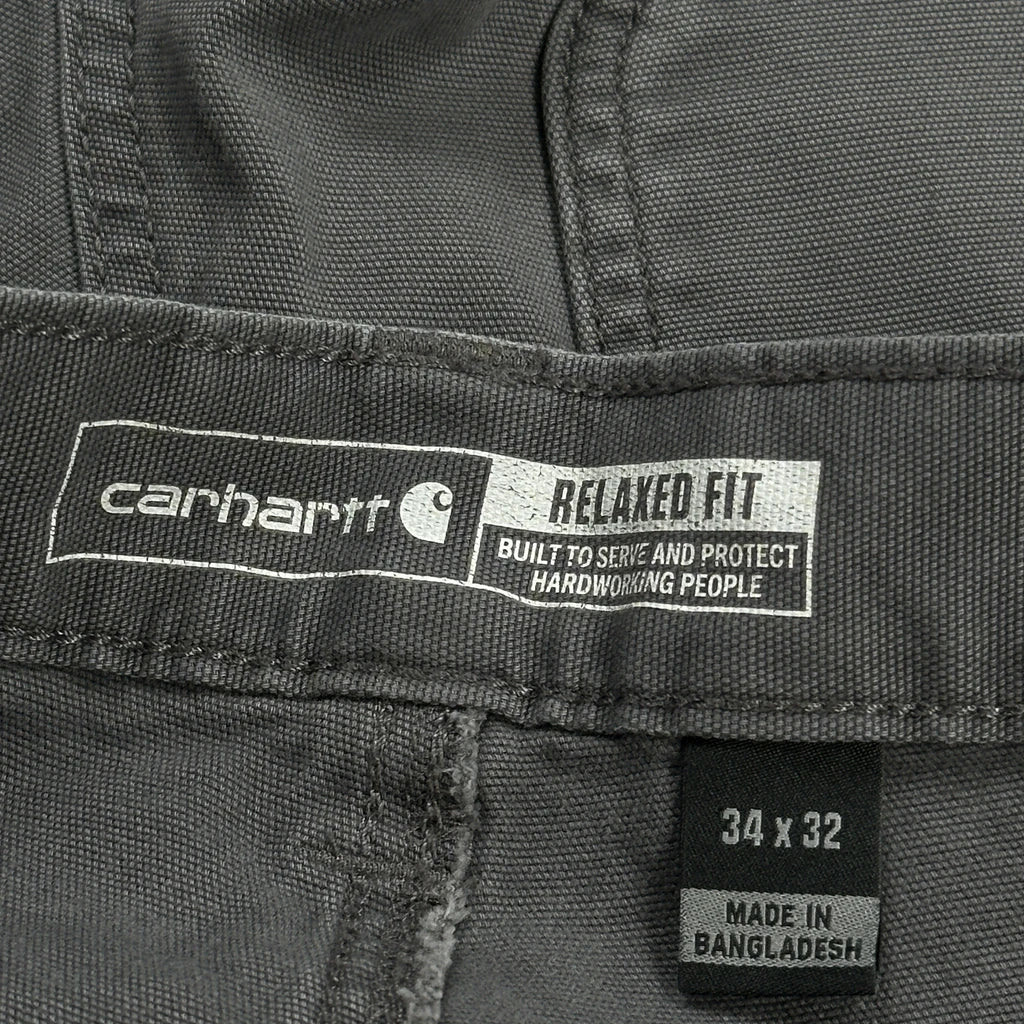 carhartt
RELAXED FIT
BUILT TO SERVE AND PROTECT
HARDWORKING PEOPLE
34 x 32
MADE IN
BANGLADESH